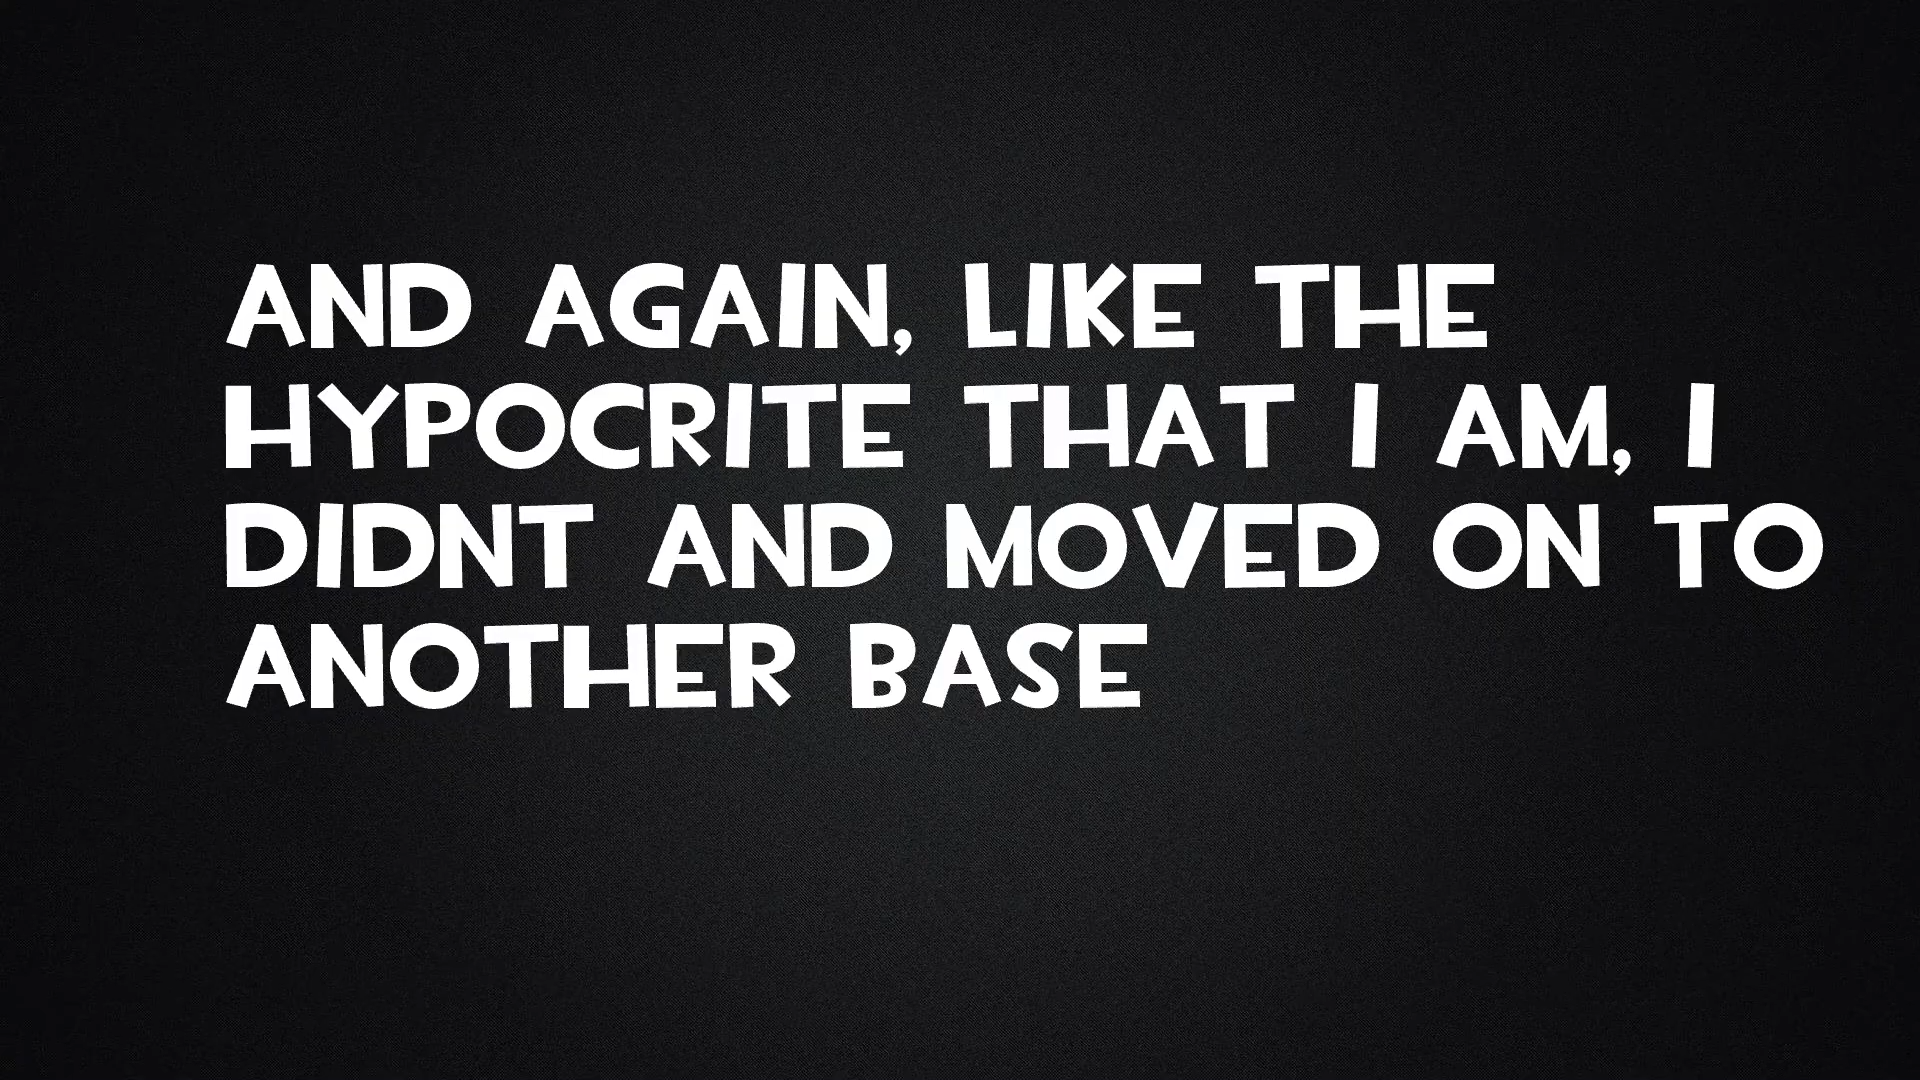 AND AGAIN, LIKE THE
HYPOCRITE THAT I AM, I
DIDNT AND MOVED ON TO
ANOTHER BASE